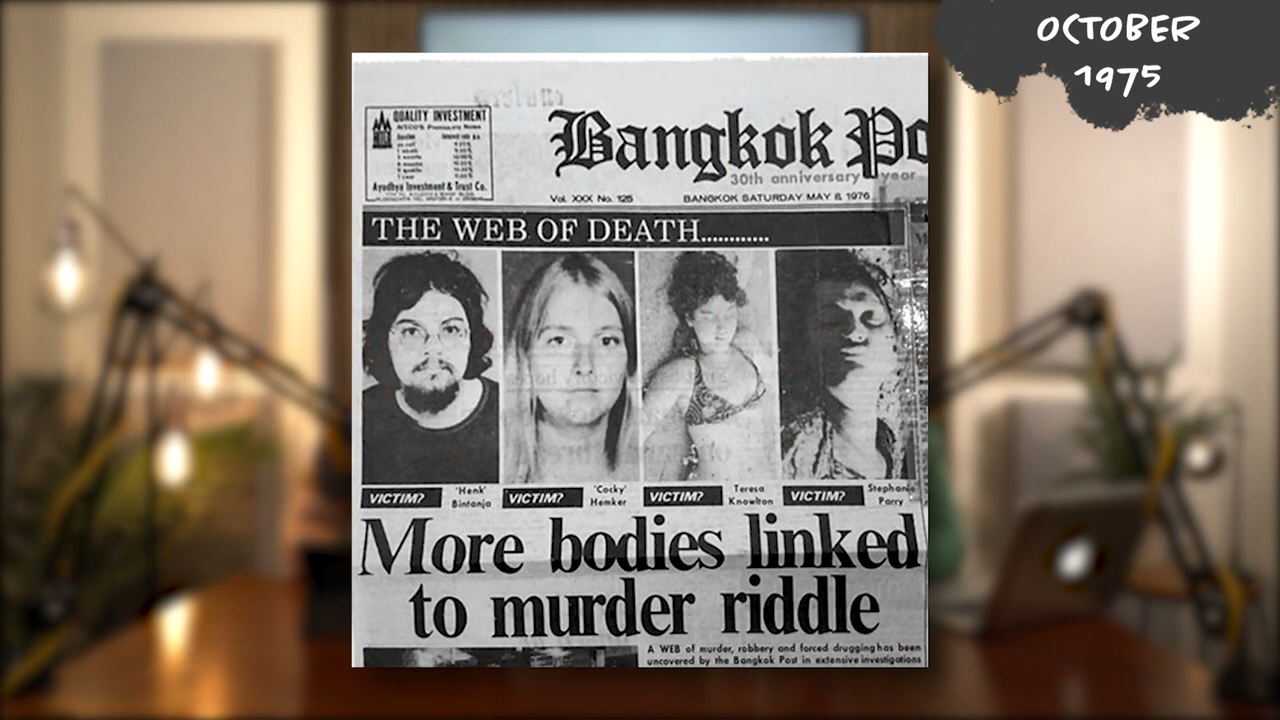 OCTOBER
1975
QUALITY INVESTMENT
Ayudhya Investment & Trust Co.
Bangkok Po
30th anniversary year
Vol. XXX No. 125
BANGKOK SATURDAY MAY 8, 1976
THE WEB OF DEATH............
VICTIM? 'Henk' Bintanja
VICTIM? 'Cocky' Hemker
VICTIM? Teresa Knowlton
VICTIM? Stephanie Parry
More bodies linked
to murder riddle
A WEB of murder, robbery and forced drugging has been
uncovered by the Bangkok Post in extensive investigations